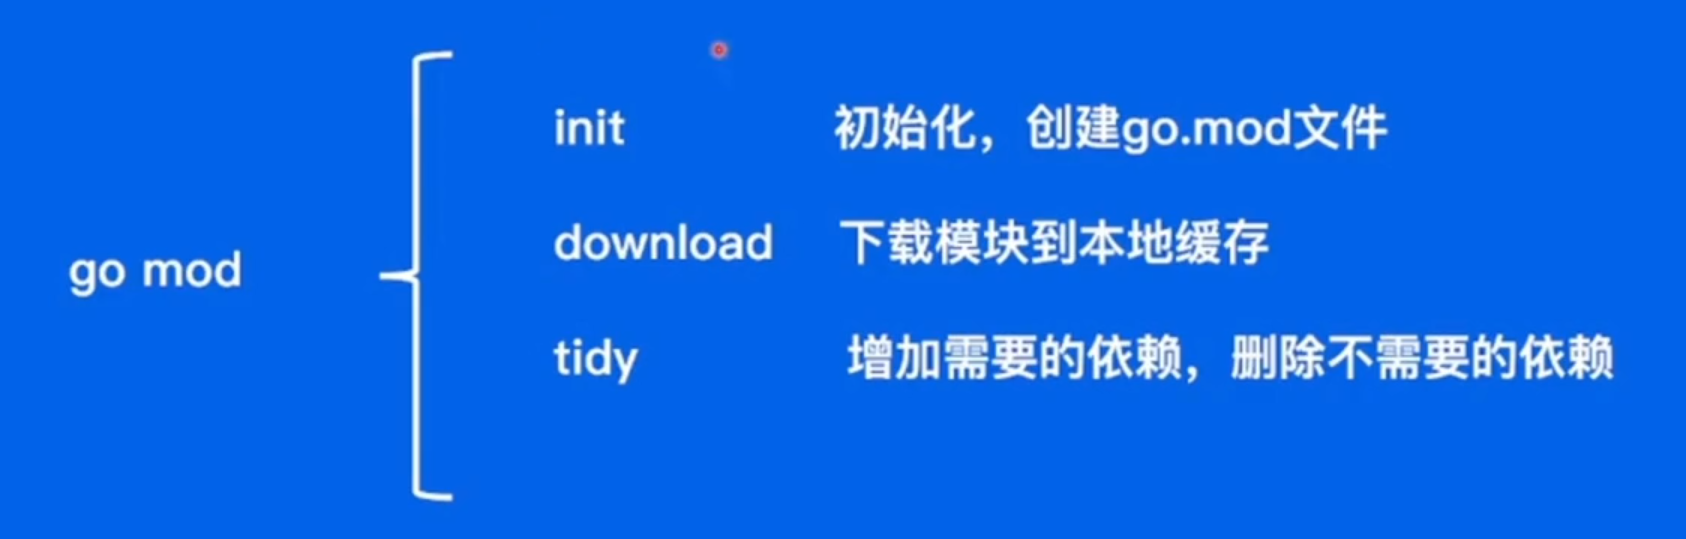 go mod
init 初始化，创建go.mod文件
download 下载模块到本地缓存
tidy 增加需要的依赖，删除不需要的依赖